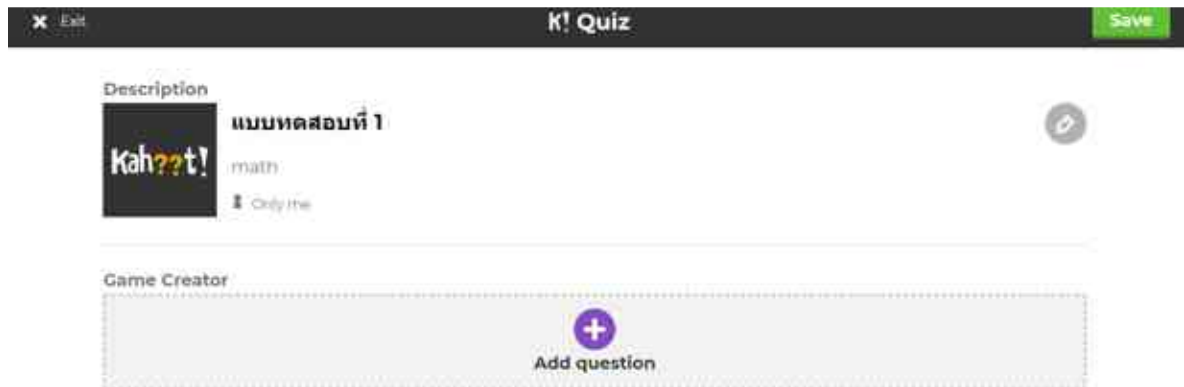 Exit
K! Quiz
Save
Description
Kah??t!
แบบทดสอบที่ 1
math
Only me
Game Creator
Add question